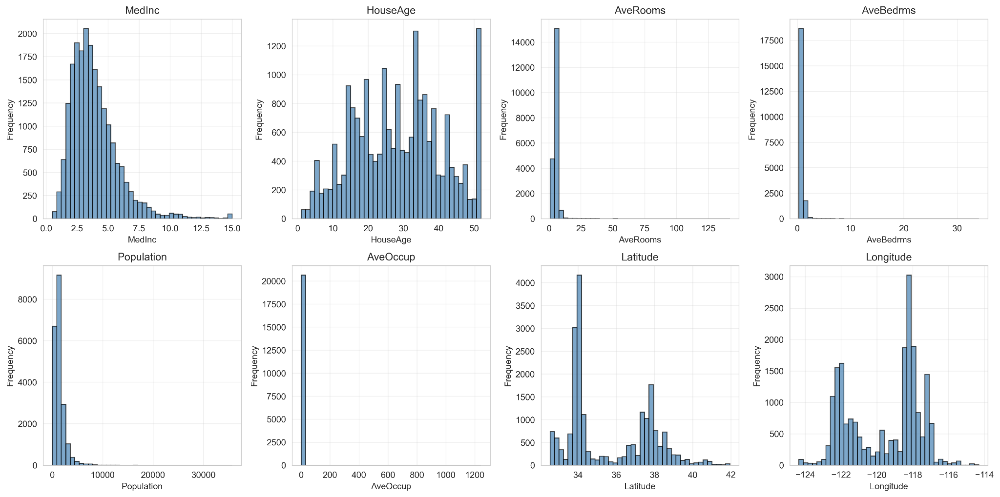 MedInc
HouseAge
AveRooms
AveBedrms
Frequency
2000
1750
1500
1250
1000
750
500
250
0
0.0 2.5 5.0 7.5 10.0 12.5 15.0
MedInc
Frequency
1200
1000
800
600
400
200
0
0 10 20 30 40 50
HouseAge
Frequency
14000
12000
10000
8000
6000
4000
2000
0
0 25 50 75 100 125
AveRooms
Frequency
17500
15000
12500
10000
7500
5000
2500
0
0 10 20 30
AveBedrms
Population
AveOccup
Latitude
Longitude
Frequency
8000
6000
4000
2000
0
0 10000 20000 30000
Population
Frequency
20000
17500
15000
12500
10000
7500
5000
2500
0
0 200 400 600 800 1000 1200
AveOccup
Frequency
4000
3500
3000
2500
2000
1500
1000
500
0
34 36 38 40 42
Latitude
Frequency
3000
2500
2000
1500
1000
500
0
−124 −122 −120 −118 −116 −114
Longitude